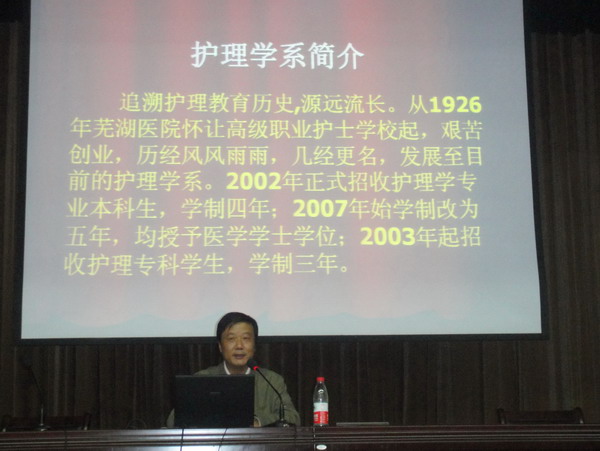 护理学系简介
追溯护理教育历史,源远流长。从1926
年芜湖医院怀让高级职业护士学校起，艰苦
创业，历经风风雨雨，几经更名，发展至目
前的护理学系。2002年正式招收护理学专
业本科生，学制四年；2007年始学制改为
五年，均授予医学学士学位；2003年起招
收护理专科学生，学制三年。